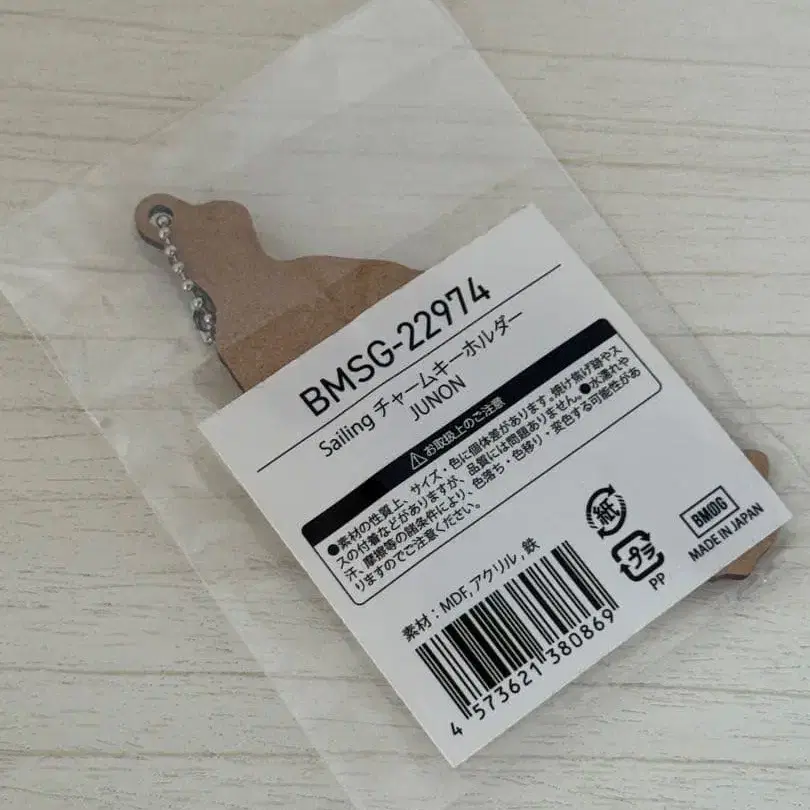 BMSG-22974
Sailing チャームキーホルダー
JUNON
お取扱上のご注意
●素材の性質上、サイズ・色に個体差があります。焼け焦げ跡やス
スの付着などがありますが、品質には問題ありません。●水濡れや
汗、摩擦等の諸条件により、色落ち・色移り・変色する可能性があ
りますのでご注意ください。
素材：MDF,アクリル，鉄
紙
プラ
PP
BMSG
MADE IN JAPAN
4 573621 380869